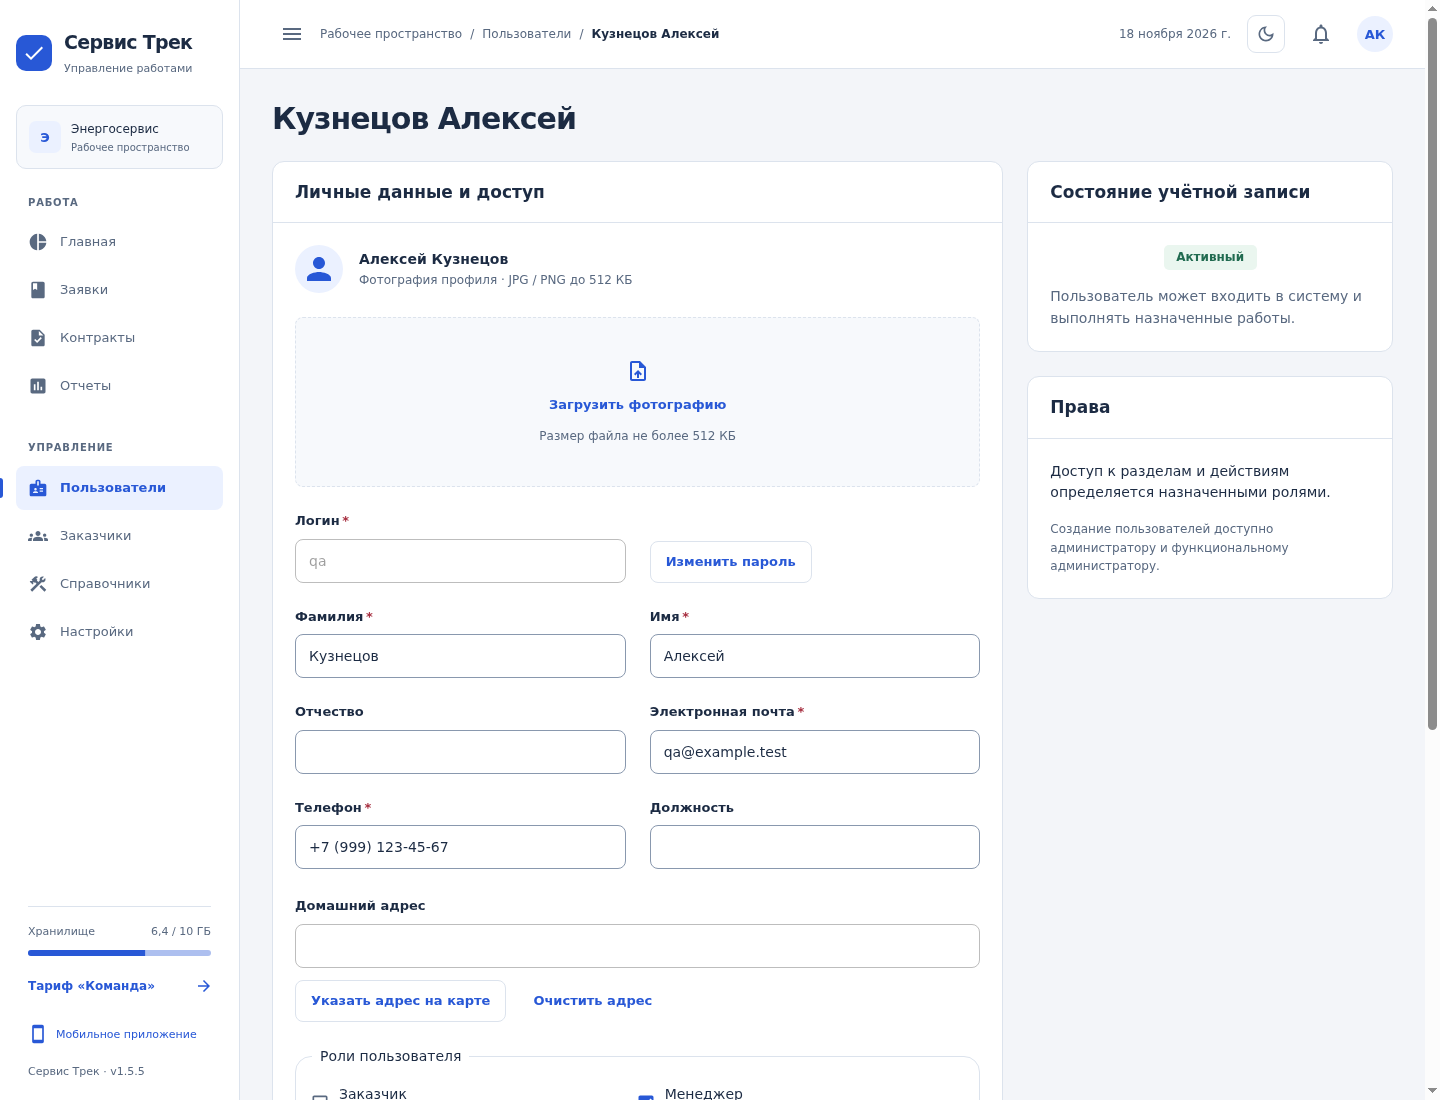 Сервис Трек
Управление работами
Э
Энергосервис
Рабочее пространство
РАБОТА
Главная
Заявки
Контракты
Отчеты
УПРАВЛЕНИЕ
Пользователи
Заказчики
Справочники
Настройки
Хранилище 6,4 / 10 ГБ
Тариф «Команда»
Мобильное приложение
Сервис Трек · v1.5.5
Рабочее пространство / Пользователи / Кузнецов Алексей
18 ноября 2026 г.
АК
Кузнецов Алексей
Личные данные и доступ
Алексей Кузнецов
Фотография профиля · JPG / PNG до 512 КБ
Загрузить фотографию
Размер файла не более 512 КБ
Логин *
qa
Изменить пароль
Фамилия * Имя *
Кузнецов Алексей
Отчество Электронная почта *
qa@example.test
Телефон * Должность
+7 (999) 123-45-67
Домашний адрес
Указать адрес на карте Очистить адрес
Роли пользователя
Заказчик Менеджер
Состояние учётной записи
Активный
Пользователь может входить в систему и
выполнять назначенные работы.
Права
Доступ к разделам и действиям
определяется назначенными ролями.
Создание пользователей доступно
администратору и функциональному
администратору.